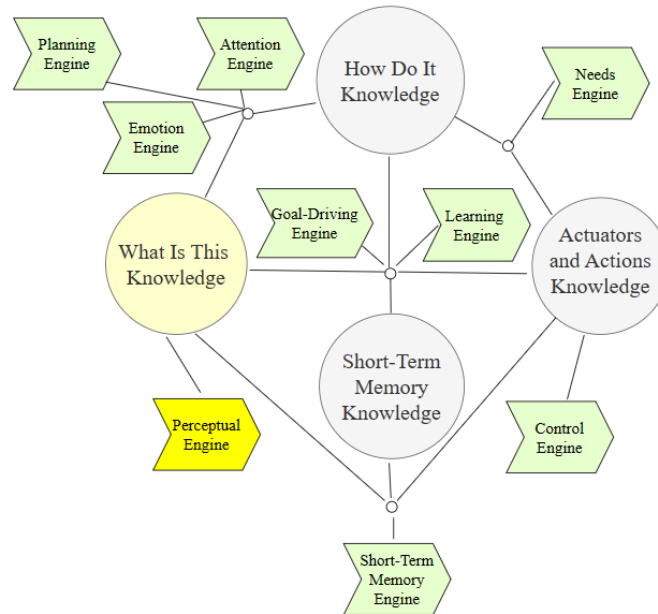 Planning
Engine
Attention
Engine
How Do It
Knowledge
Needs
Engine
Emotion
Engine
Goal-Driving
Engine
Learning
Engine
What Is This
Knowledge
Actuators
and Actions
Knowledge
Short-Term
Memory
Knowledge
Perceptual
Engine
Control
Engine
Short-Term
Memory
Engine